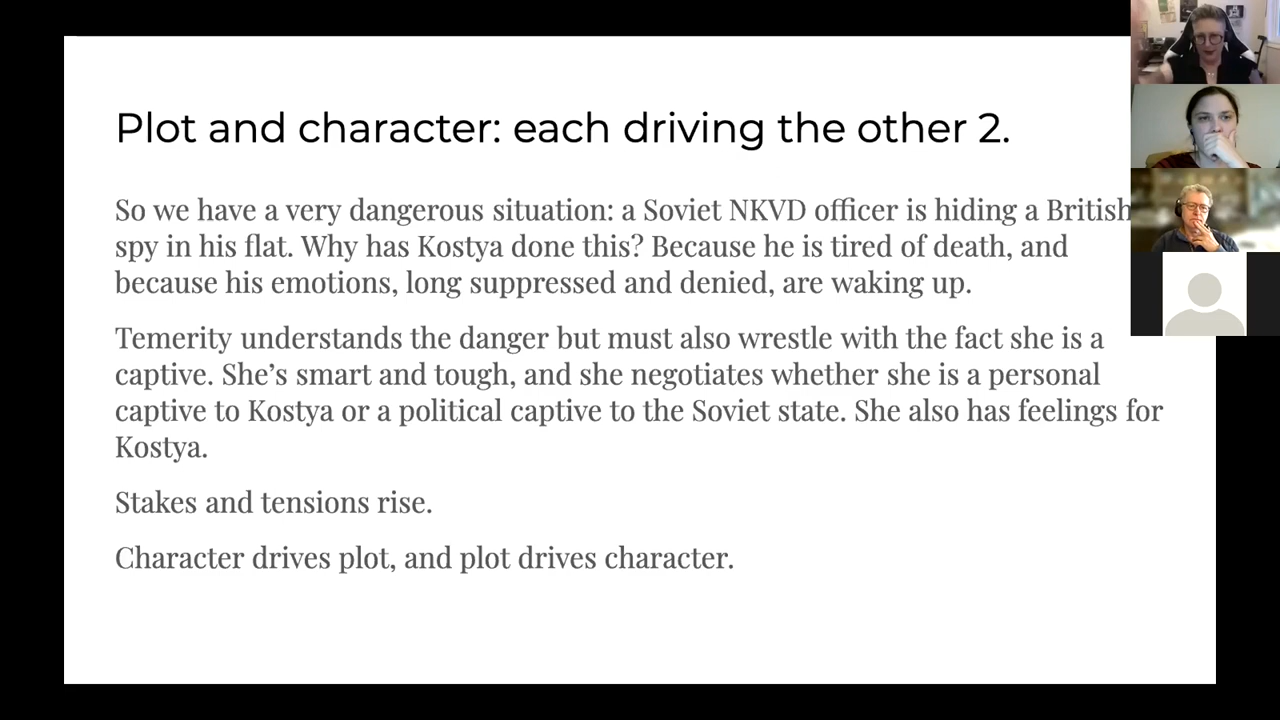 Plot and character: each driving the other 2.
So we have a very dangerous situation: a Soviet NKVD officer is hiding a British
spy in his flat. Why has Kostya done this? Because he is tired of death, and
because his emotions, long suppressed and denied, are waking up.
Temerity understands the danger but must also wrestle with the fact she is a
captive. She’s smart and tough, and she negotiates whether she is a personal
captive to Kostya or a political captive to the Soviet state. She also has feelings for
Kostya.
Stakes and tensions rise.
Character drives plot, and plot drives character.